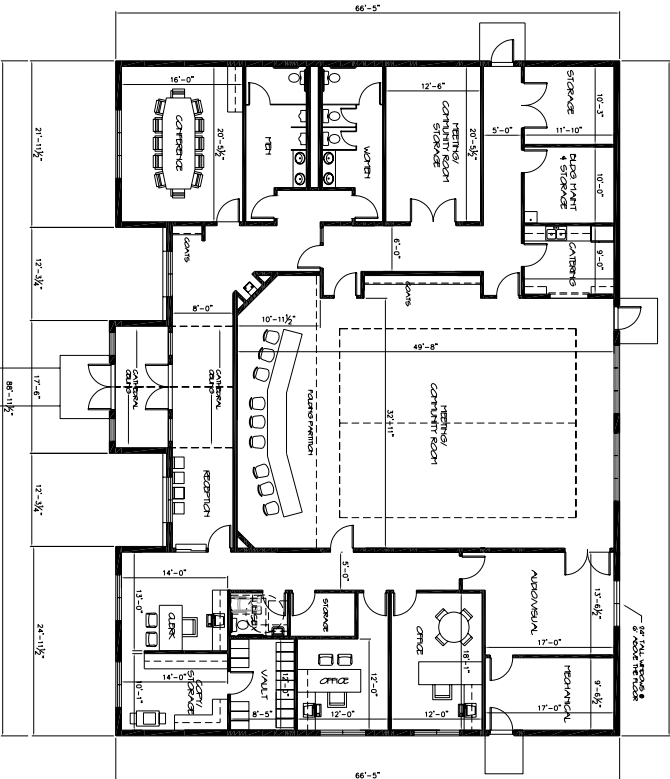 66'-5"
16'-0"
CONFERENCE
20'-5½"
MEN
WOMEN
12'-6"
MEETING/
COMMUNITY ROOM
STORAGE
20'-5½"
5'-0"
STORAGE
10'-3"
11'-10"
BLDG MAINT
& STORAGE
10'-0"
CATERING
9'-0"
21'-11½"
12'-3¼"
17'-6"
88'-11½"
12'-3¼"
24'-11½"
COATS
6'-0"
COATS
8'-0"
10'-11½"
49'-8"
CATHEDRAL
CEILING
CATHEDRAL
CEILING
FOLDING PARTITION
32'-11"
MEETING/
COMMUNITY ROOM
RECEPTION
14'-0"
13'-0"
CLERK
5'-0"
STORAGE
OFFICE
18'-1"
12'-0"
AUDIO/VISUAL
13'-6½"
17'-0"
MECHANICAL
9'-6½"
17'-0"
14'-0"
10'-1"
COPY/
STORAGE
VAULT
8'-5"
OFFICE
12'-0"
12'-0"
66'-5"